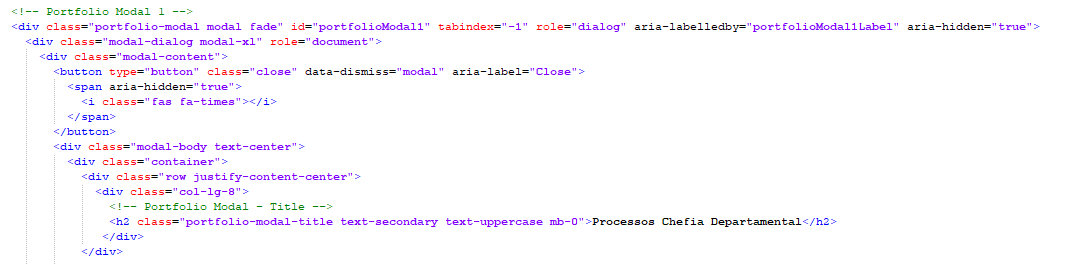 <!-- Portfolio Modal 1 -->
<div class="portfolio-modal modal fade" id="portfolioModal1" tabindex="-1" role="dialog" aria-labelledby="portfolioModal1Label" aria-hidden="true">
<div class="modal-dialog modal-xl" role="document">
<div class="modal-content">
<button type="button" class="close" data-dismiss="modal" aria-label="Close">
<span aria-hidden="true">
<i class="fas fa-times"></i>
</span>
</button>
<div class="modal-body text-center">
<div class="container">
<div class="row justify-content-center">
<div class="col-lg-8">
<!-- Portfolio Modal - Title -->
<h2 class="portfolio-modal-title text-secondary text-uppercase mb-0">Processos Chefia Departamental</h2>
</div>
</div>